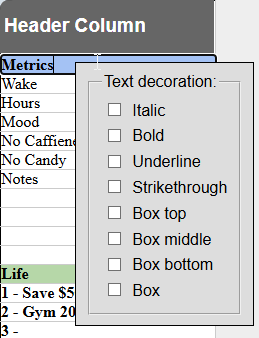 Header Column
Metrics
Text decoration:
Wake
Italic
Hours
Bold
Mood
Underline
No Caffiene
Strikethrough
No Candy
Box top
Notes
Box middle
Box bottom
Life
Box
1 - Save $5
2 - Gym 20
3 -